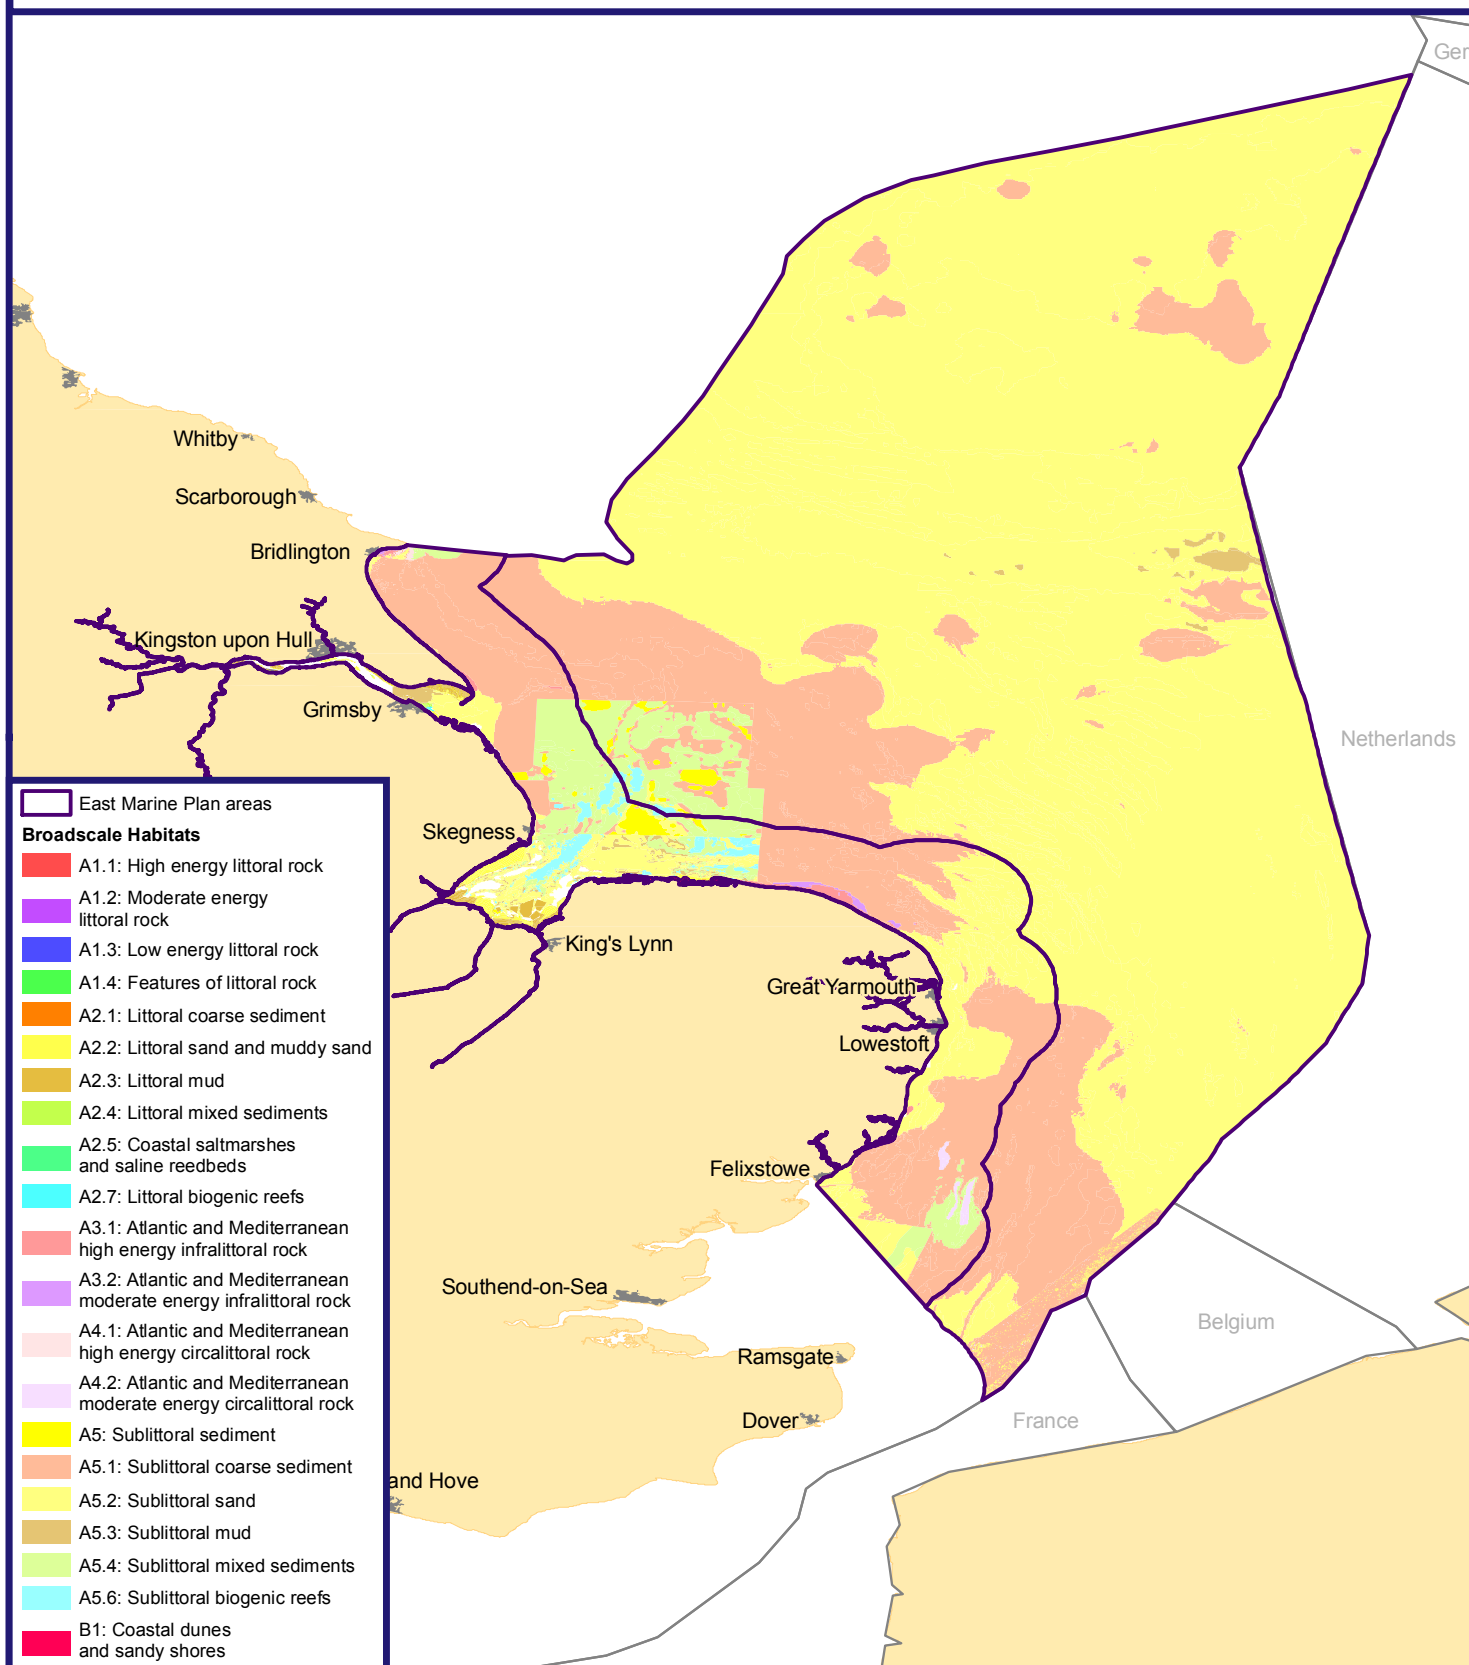 Ger
Whitby
Scarborough
Bridlington
Kingston upon Hull
Grimsby
Netherlands
Skegness
King's Lynn
Great Yarmouth
Lowestoft
Felixstowe
Southend-on-Sea
Belgium
Ramsgate
Dover
France
and Hove
East Marine Plan areas
Broadscale Habitats
A1.1: High energy littoral rock
A1.2: Moderate energy
littoral rock
A1.3: Low energy littoral rock
A1.4: Features of littoral rock
A2.1: Littoral coarse sediment
A2.2: Littoral sand and muddy sand
A2.3: Littoral mud
A2.4: Littoral mixed sediments
A2.5: Coastal saltmarshes
and saline reedbeds
A2.7: Littoral biogenic reefs
A3.1: Atlantic and Mediterranean
high energy infralittoral rock
A3.2: Atlantic and Mediterranean
moderate energy infralittoral rock
A4.1: Atlantic and Mediterranean
high energy circalittoral rock
A4.2: Atlantic and Mediterranean
moderate energy circalittoral rock
A5: Sublittoral sediment
A5.1: Sublittoral coarse sediment
A5.2: Sublittoral sand
A5.3: Sublittoral mud
A5.4: Sublittoral mixed sediments
A5.6: Sublittoral biogenic reefs
B1: Coastal dunes
and sandy shores